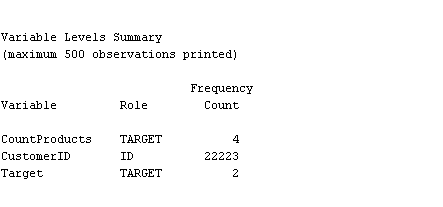 Variable Levels Summary
(maximum 500 observations printed)
Frequency
Variable Role Count
CountProducts TARGET 4
CustomerID ID 22223
Target TARGET 2